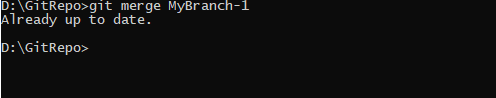 D:\GitRepo>git merge MyBranch-1
Already up to date.
D:\GitRepo>